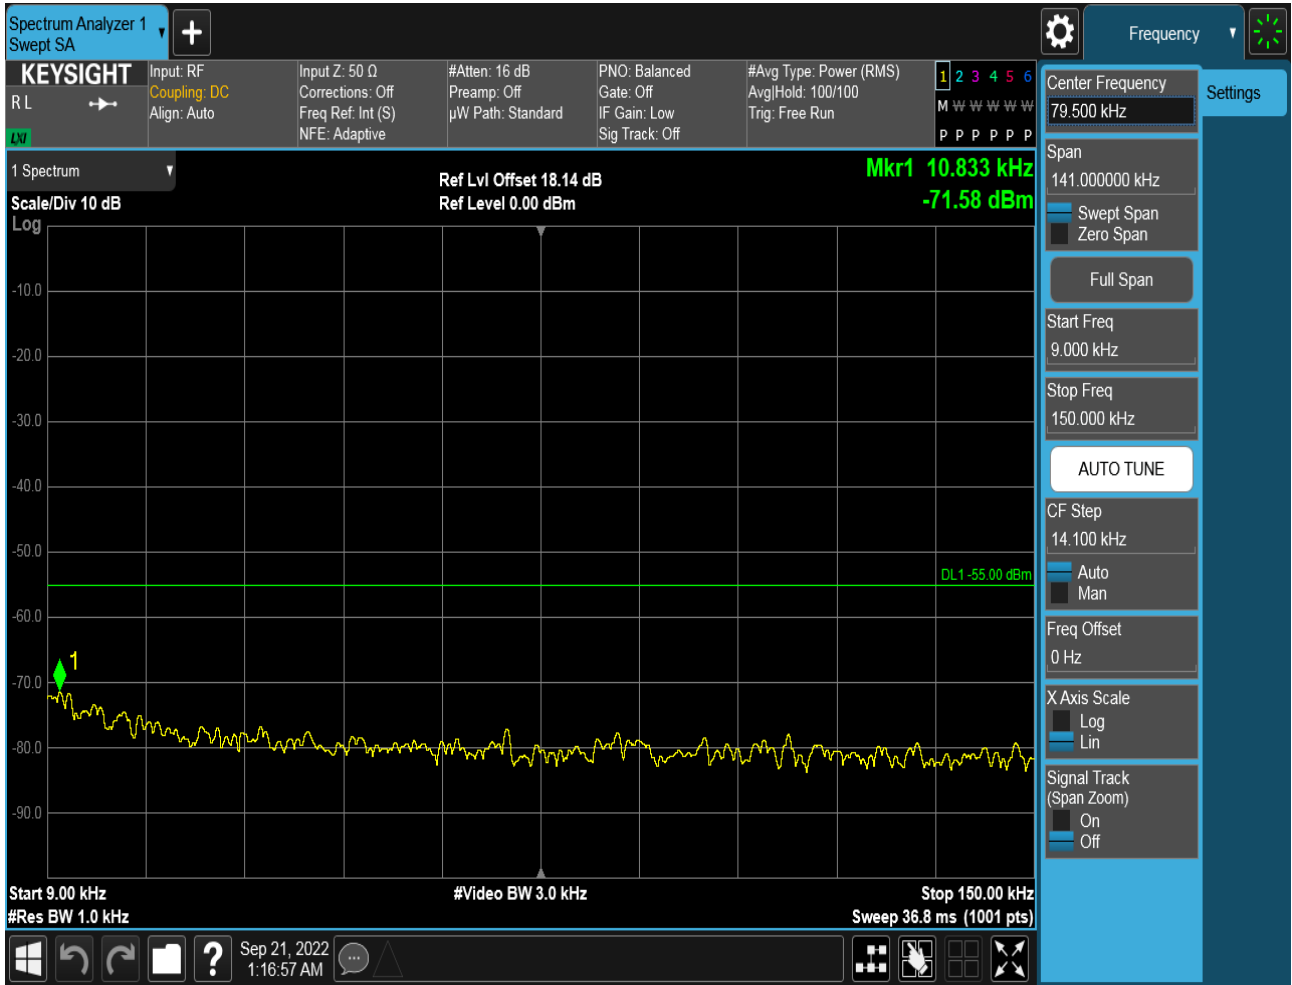 Spectrum Analyzer 1
Swept SA
Frequency
KEYSIGHT
R L
LXI
Input: RF
Coupling: DC
Align: Auto
Input Z: 50 Ω
Corrections: Off
Freq Ref: Int (S)
NFE: Adaptive
#Atten: 16 dB
Preamp: Off
µW Path: Standard
PNO: Balanced
Gate: Off
IF Gain: Low
Sig Track: Off
#Avg Type: Power (RMS)
Avg|Hold: 100/100
Trig: Free Run
1 2 3 4 5 6
M W W W W W
P P P P P P
1 Spectrum
Scale/Div 10 dB
Log
Ref Lvl Offset 18.14 dB
Ref Level 0.00 dBm
Mkr1 10.833 kHz
-71.58 dBm
-10.0
-20.0
-30.0
-40.0
-50.0
DL1 -55.00 dBm
-60.0
1
-70.0
-80.0
-90.0
Start 9.00 kHz
#Video BW 3.0 kHz
Stop 150.00 kHz
#Res BW 1.0 kHz
Sweep 36.8 ms (1001 pts)
Sep 21, 2022
1:16:57 AM
Center Frequency
79.500 kHz
Settings
Span
141.000000 kHz
Swept Span
Zero Span
Full Span
Start Freq
9.000 kHz
Stop Freq
150.000 kHz
AUTO TUNE
CF Step
14.100 kHz
Auto
Man
Freq Offset
0 Hz
X Axis Scale
Log
Lin
Signal Track
(Span Zoom)
On
Off